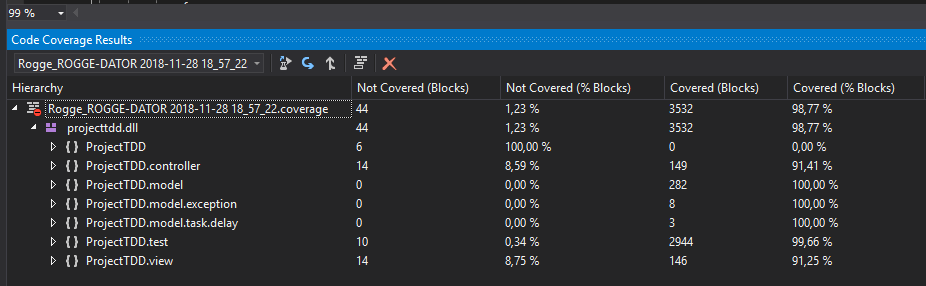 99 %
Code Coverage Results
Rogge_ROGGE-DATOR 2018-11-28 18_57_22
Hierarchy Not Covered (Blocks) Not Covered (% Blocks) Covered (Blocks) Covered (% Blocks)
Rogge_ROGGE-DATOR 2018-11-28 18_57_22.coverage 44 1,23 % 3532 98,77 %
projecttdd.dll 44 1,23 % 3532 98,77 %
{ } ProjectTDD 6 100,00 % 0 0,00 %
{ } ProjectTDD.controller 14 8,59 % 149 91,41 %
{ } ProjectTDD.model 0 0,00 % 282 100,00 %
{ } ProjectTDD.model.exception 0 0,00 % 8 100,00 %
{ } ProjectTDD.model.task.delay 0 0,00 % 3 100,00 %
{ } ProjectTDD.test 10 0,34 % 2944 99,66 %
{ } ProjectTDD.view 14 8,75 % 146 91,25 %